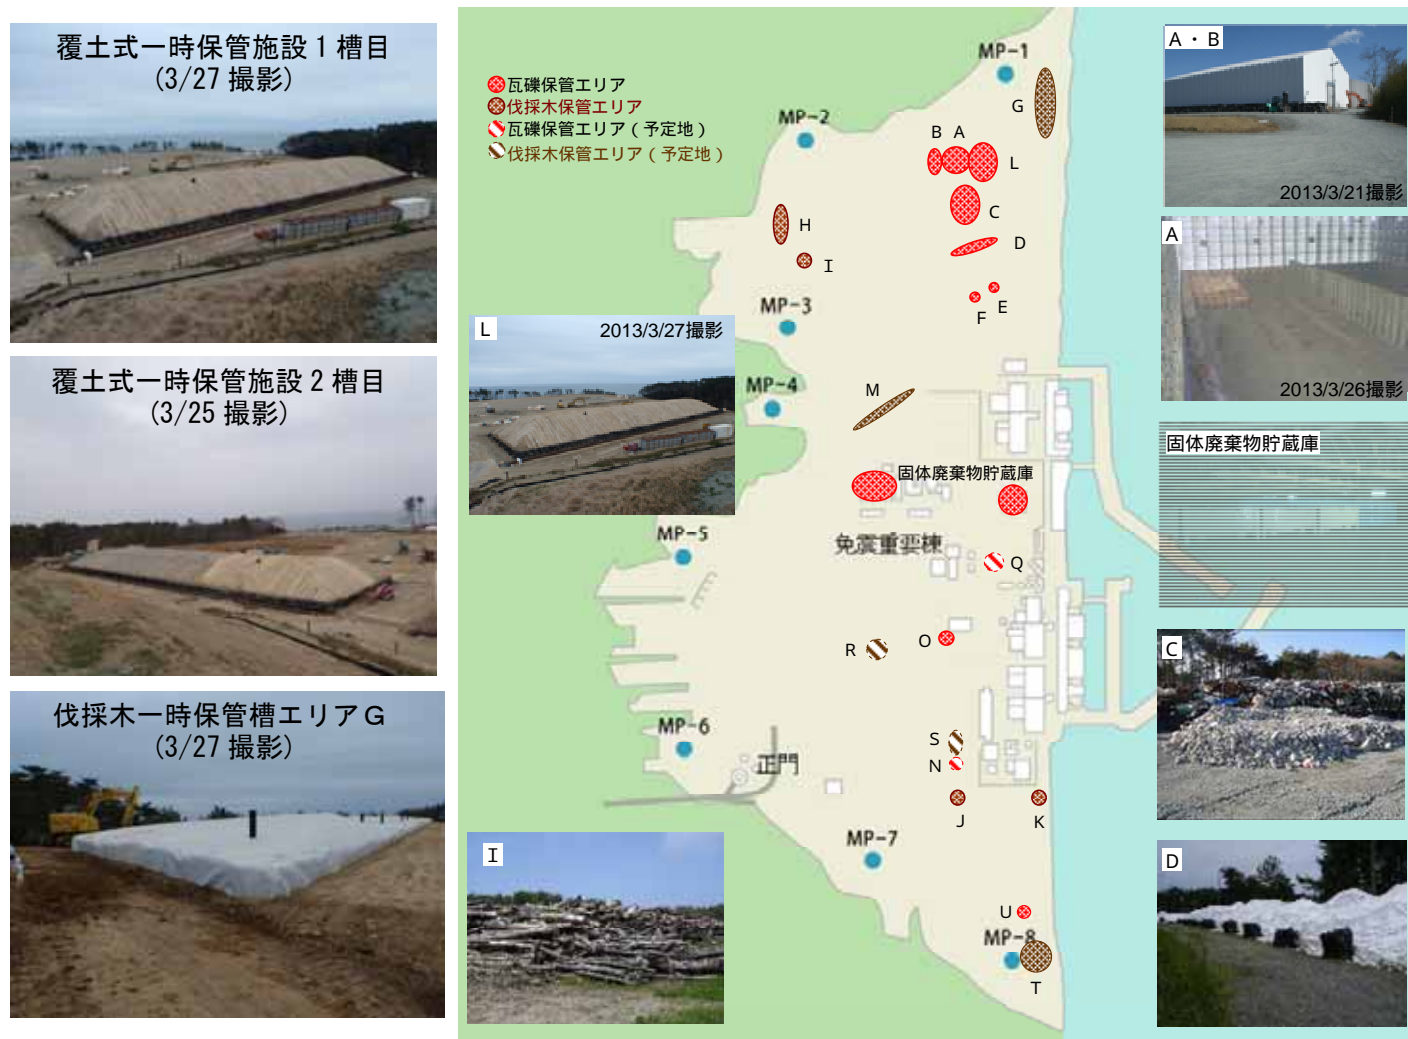 覆土式一時保管施設1槽目
(3/27 撮影)
覆土式一時保管施設2槽目
(3/25 撮影)
伐採木一時保管槽エリアG
(3/27 撮影)
瓦礫保管エリア
伐採木保管エリア
瓦礫保管エリア(予定地)
伐採木保管エリア(予定地)
MP-1
G
MP-2
B A
L
C
H
D
I
E
F
MP-3
L
2013/3/27撮影
MP-4
M
固体廃棄物貯蔵庫
MP-5
免震重要棟
Q
O
R
MP-6
S
正門
N
J
K
MP-7
I
U
MP-8
T
A・B
2013/3/21撮影
A
2013/3/26撮影
固体廃棄物貯蔵庫
C
D